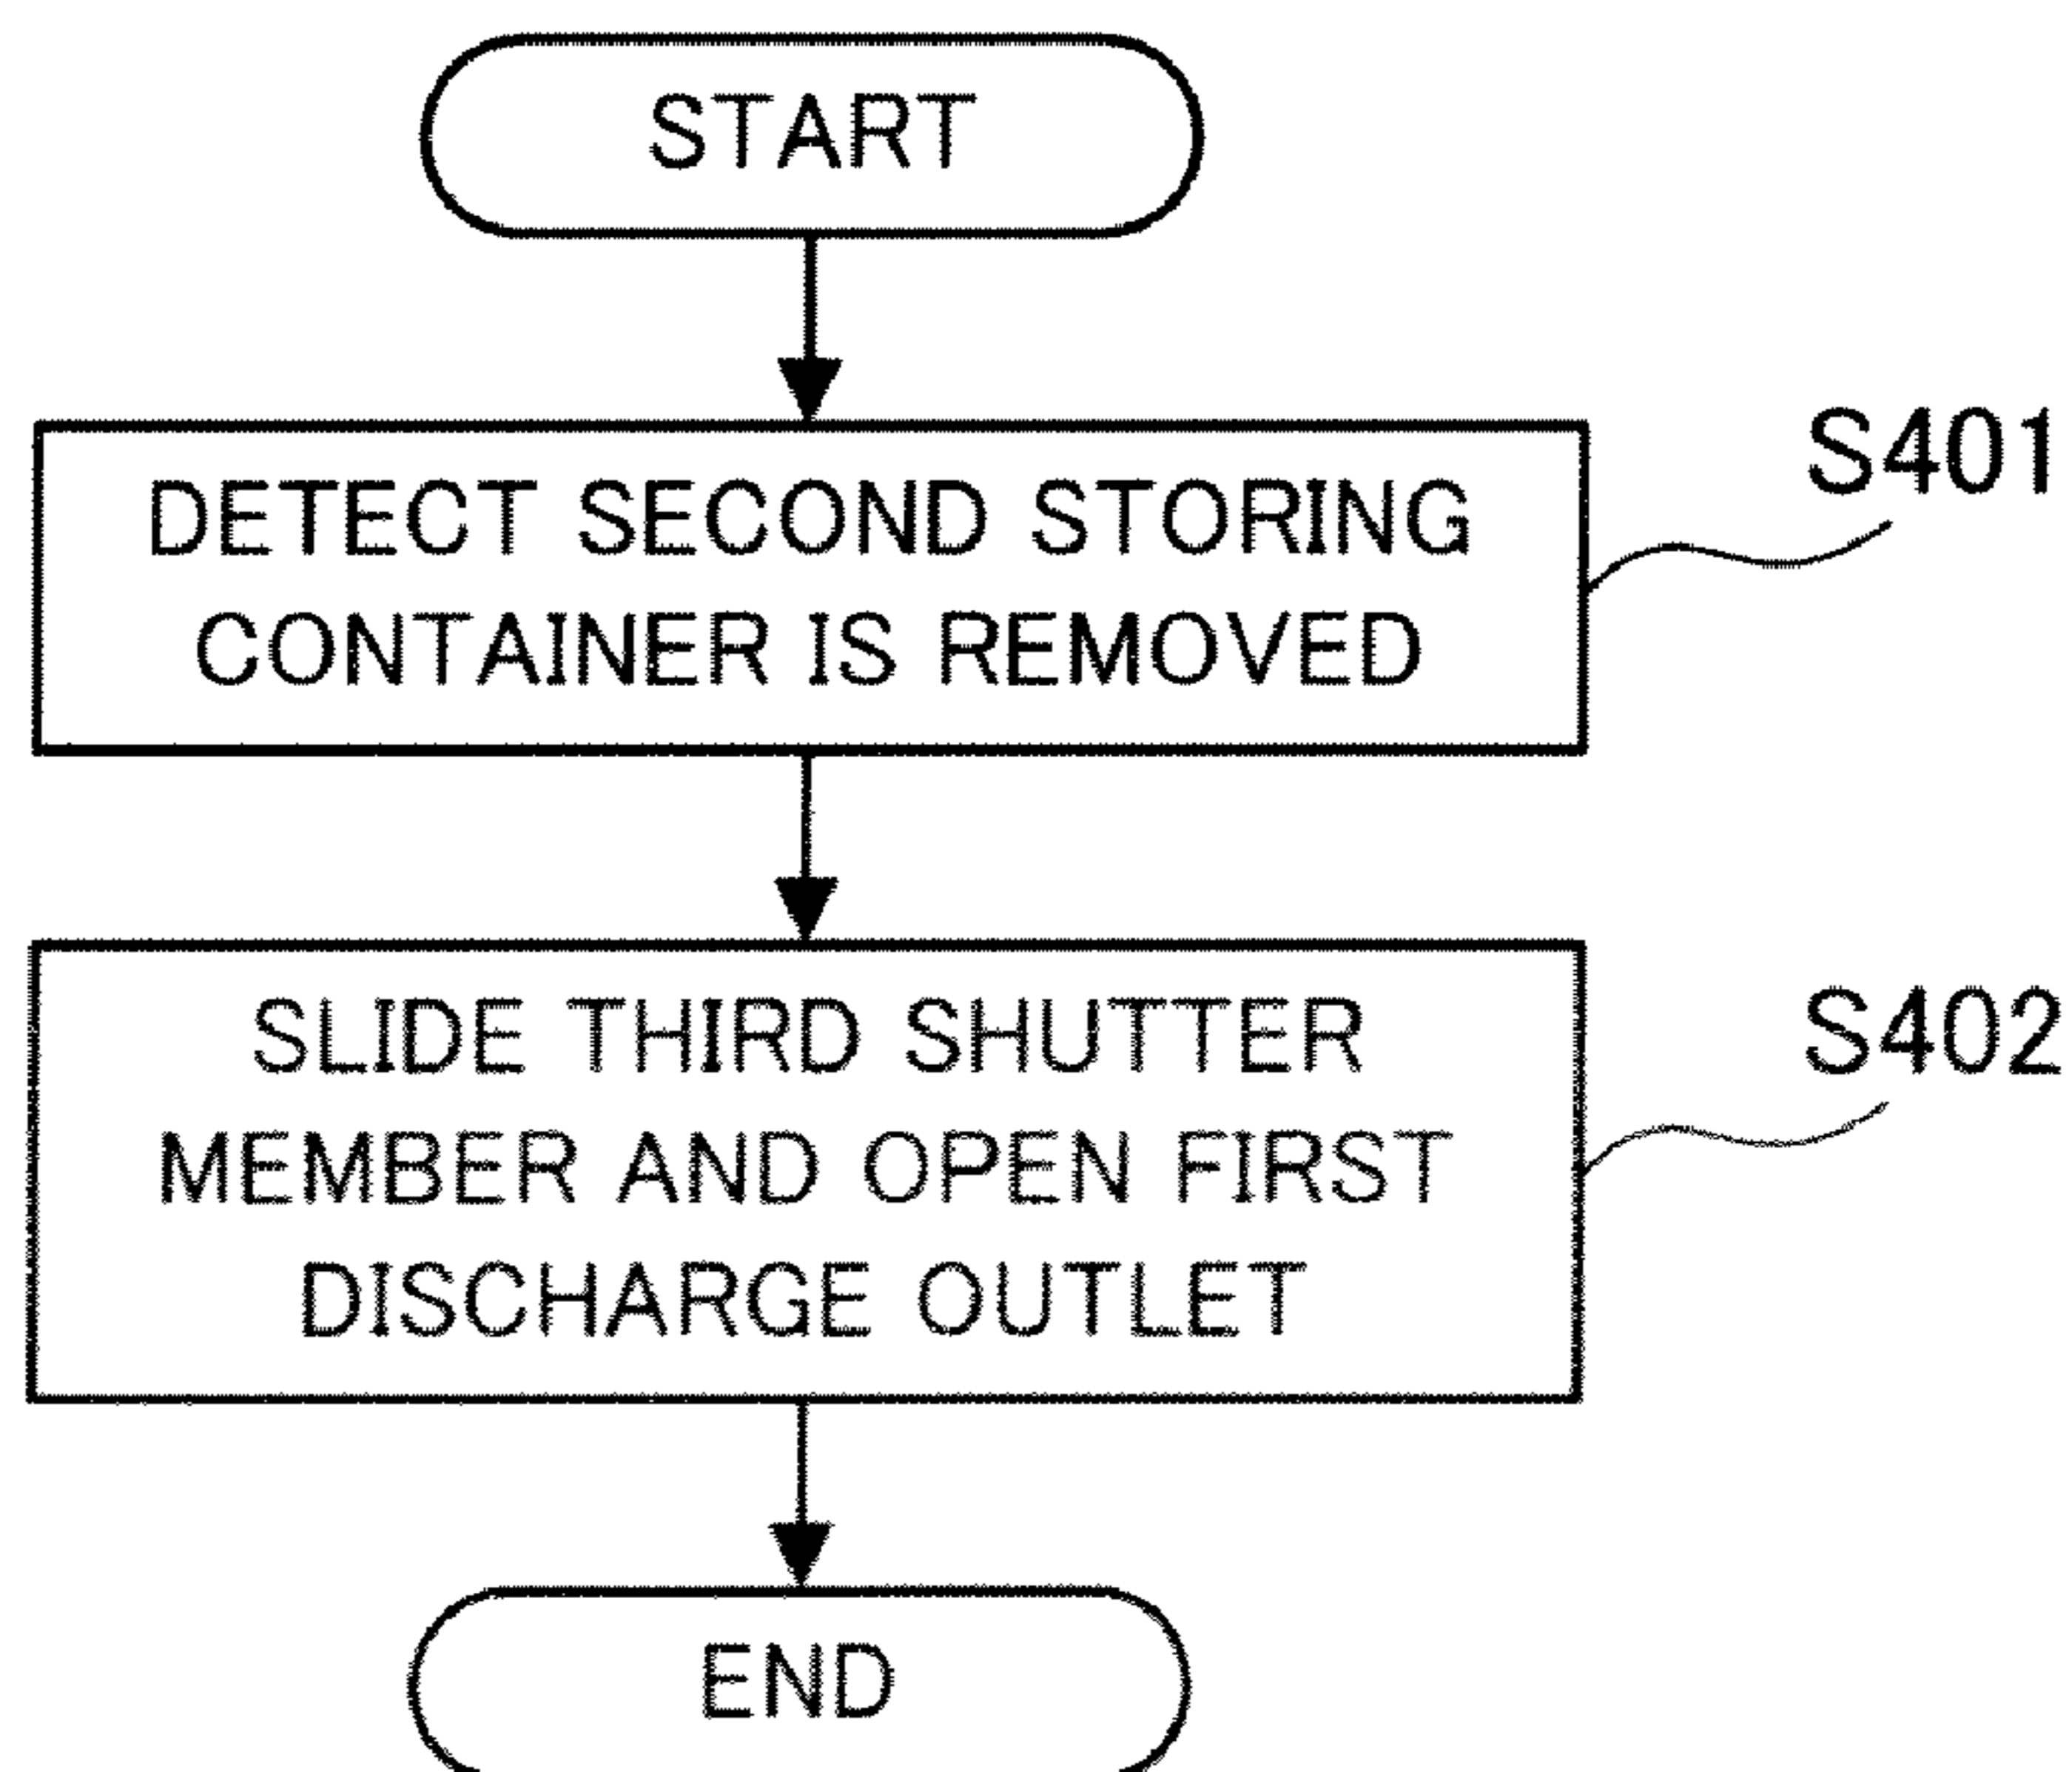 START
DETECT SECOND STORING
CONTAINER IS REMOVED
S401
SLIDE THIRD SHUTTER
MEMBER AND OPEN FIRST
DISCHARGE OUTLET
S402
END